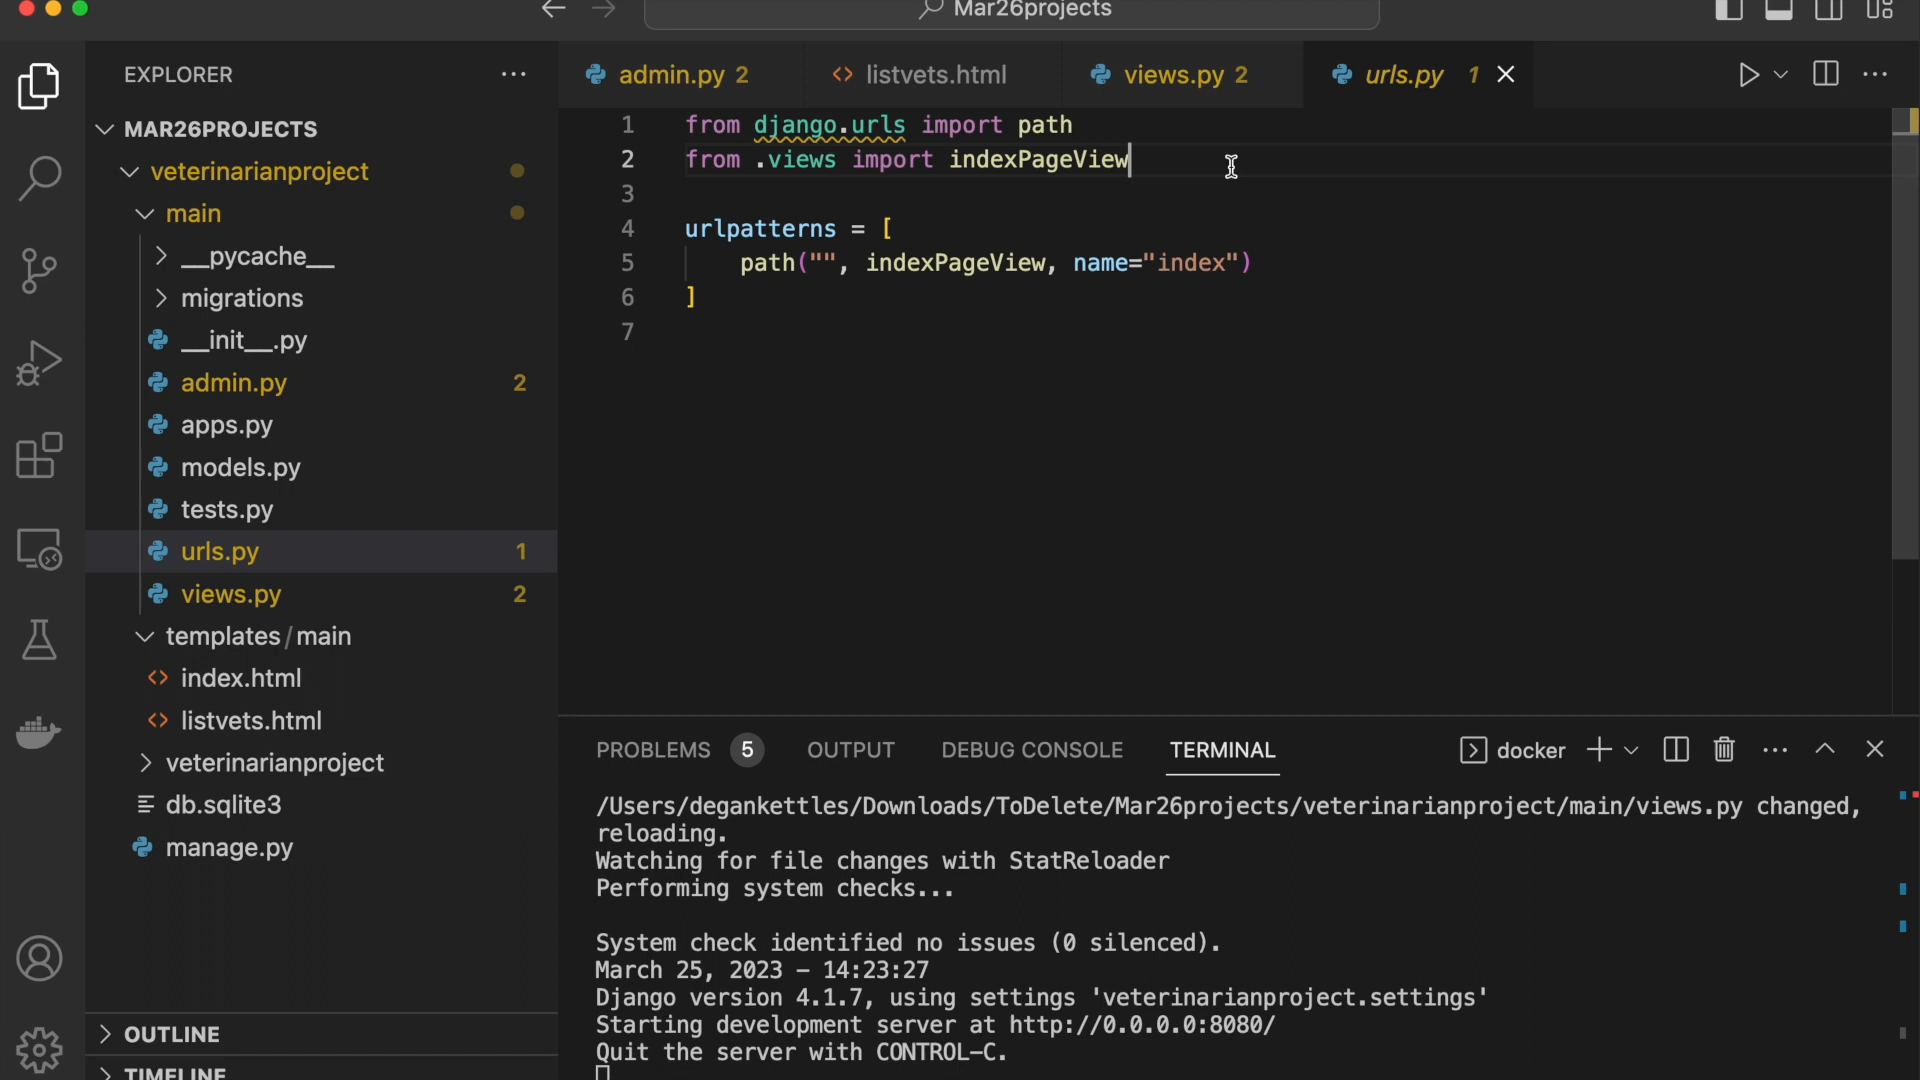 Mar26projects
EXPLORER
MAR26PROJECTS
veterinarianproject
main
__pycache__
migrations
__init__.py
admin.py 2
apps.py
models.py
tests.py
urls.py 1
views.py 2
templates/main
index.html
listvets.html
veterinarianproject
db.sqlite3
manage.py
OUTLINE
TIMELINE
admin.py 2 listvets.html views.py 2 urls.py 1
1 from django.urls import path
2 from .views import indexPageView
3
4 urlpatterns = [
5     path("", indexPageView, name="index")
6 ]
7
PROBLEMS 5 OUTPUT DEBUG CONSOLE TERMINAL docker
/Users/degankettles/Downloads/ToDelete/Mar26projects/veterinarianproject/main/views.py changed,
reloading.
Watching for file changes with StatReloader
Performing system checks...
System check identified no issues (0 silenced).
March 25, 2023 – 14:23:27
Django version 4.1.7, using settings 'veterinarianproject.settings'
Starting development server at http://0.0.0.0:8080/
Quit the server with CONTROL-C.